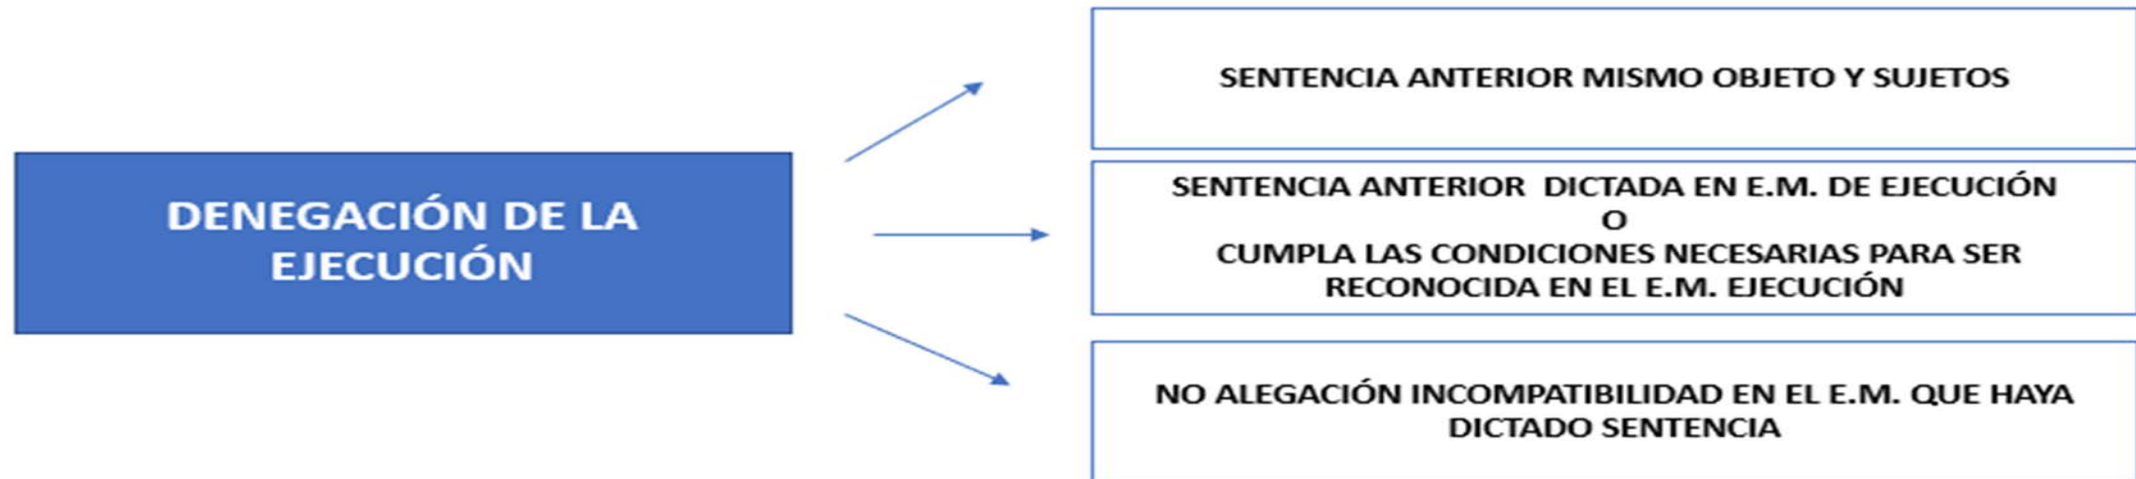 DENEGACIÓN DE LA
EJECUCIÓN
SENTENCIA ANTERIOR MISMO OBJETO Y SUJETOS
SENTENCIA ANTERIOR DICTADA EN E.M. DE EJECUCIÓN
O
CUMPLA LAS CONDICIONES NECESARIAS PARA SER
RECONOCIDA EN EL E.M. EJECUCIÓN
NO ALEGACIÓN INCOMPATIBILIDAD EN EL E.M. QUE HAYA
DICTADO SENTENCIA